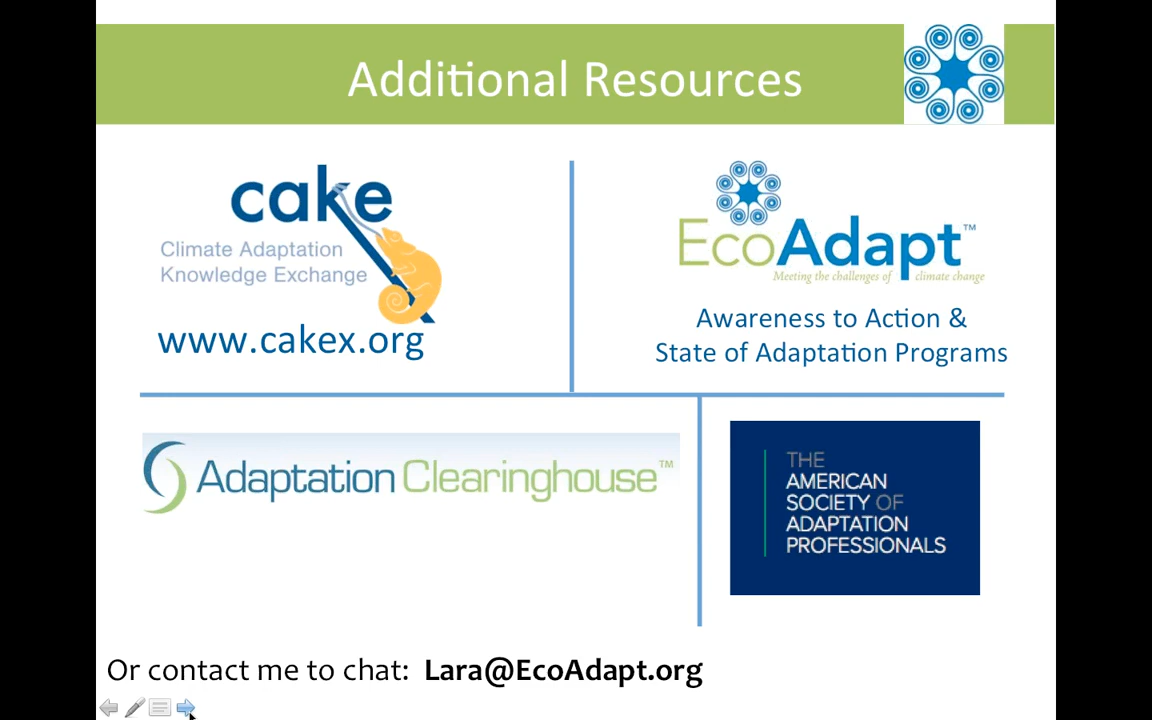 Additional Resources
cake
Climate Adaptation
Knowledge Exchange
www.cakex.org
EcoAdapt™
Meeting the challenges of climate change
Awareness to Action &
State of Adaptation Programs
Adaptation Clearinghouse™
THE
AMERICAN
SOCIETY OF
ADAPTATION
PROFESSIONALS
Or contact me to chat: Lara@EcoAdapt.org